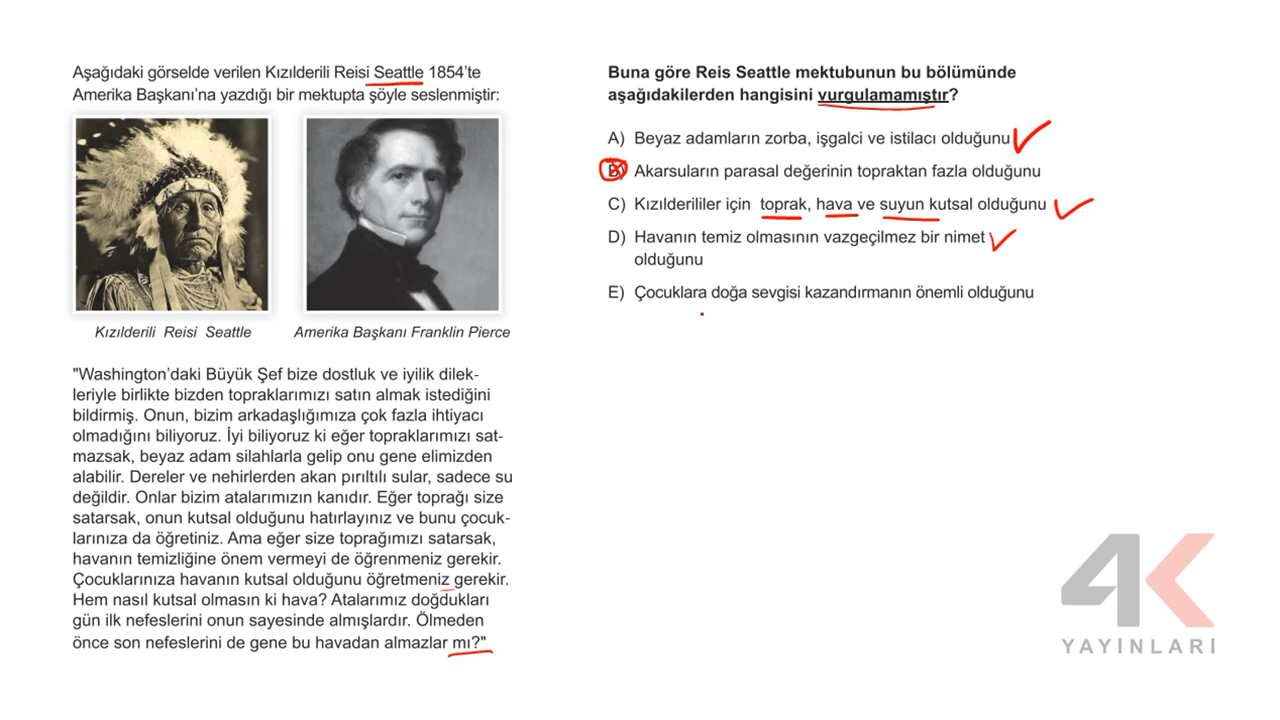 Aşağıdaki görselde verilen Kızılderili Reisi Seattle 1854'te
Amerika Başkanı'na yazdığı bir mektupta şöyle seslenmiştir:
Kızılderili Reisi Seattle
Amerika Başkanı Franklin Pierce
"Washington'daki Büyük Şef bize dostluk ve iyilik dilek-
leriyle birlikte bizden topraklarımızı satın almak istediğini
bildirmiş. Onun, bizim arkadaşlığımıza çok fazla ihtiyacı
olmadığını biliyoruz. İyi biliyoruz ki eğer topraklarımızı sat-
mazsak, beyaz adam silahlarla gelip onu gene elimizden
alabilir. Dereler ve nehirlerden akan pırıltılı sular, sadece su
değildir. Onlar bizim atalarımızın kanıdır. Eğer toprağı size
satarsak, onun kutsal olduğunu hatırlayınız ve bunu çocuk-
larınıza da öğretiniz. Ama eğer size toprağımızı satarsak,
havanın temizliğine önem vermeyi de öğrenmeniz gerekir.
Çocuklarınıza havanın kutsal olduğunu öğretmeniz gerekir.
Hem nasıl kutsal olmasın ki hava? Atalarımız doğdukları
gün ilk nefeslerini onun sayesinde almışlardır. Ölmeden
önce son nefeslerini de gene bu havadan almazlar mı?"
Buna göre Reis Seattle mektubunun bu bölümünde
aşağıdakilerden hangisini vurgulamamıştır?
A) Beyaz adamların zorba, işgalci ve istilacı olduğunu
B) Akarsuların parasal değerinin topraktan fazla olduğunu
C) Kızılderililer için toprak, hava ve suyun kutsal olduğunu
D) Havanın temiz olmasının vazgeçilmez bir nimet
olduğunu
E) Çocuklara doğa sevgisi kazandırmanın önemli olduğunu
4K
YAYINLARI